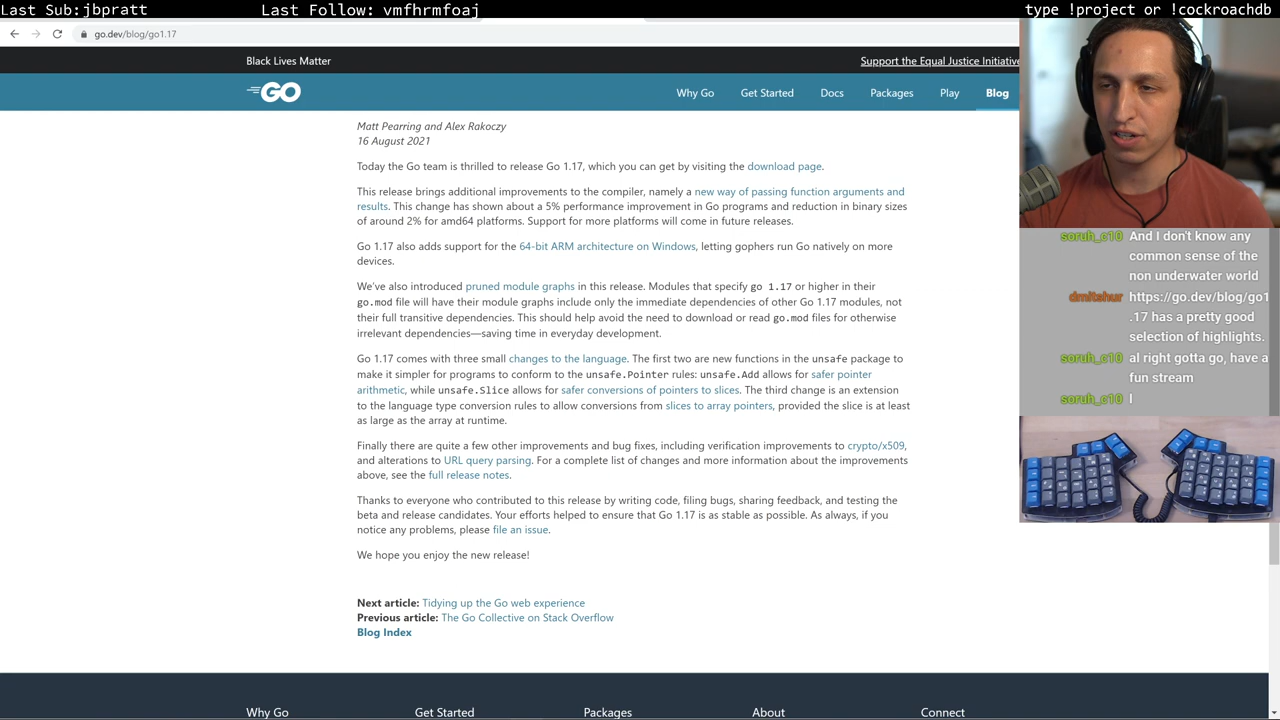 Last Sub:jbpratt
Last Follow: vmfhrmfoaj
type !project or !cockroachdb
go.dev/blog/go1.17
Black Lives Matter
Support the Equal Justice Initiative
GO
Why Go
Get Started
Docs
Packages
Play
Blog
Matt Pearring and Alex Rakoczy
16 August 2021
Today the Go team is thrilled to release Go 1.17, which you can get by visiting the download page.
This release brings additional improvements to the compiler, namely a new way of passing function arguments and
results. This change has shown about a 5% performance improvement in Go programs and reduction in binary sizes
of around 2% for amd64 platforms. Support for more platforms will come in future releases.
Go 1.17 also adds support for the 64-bit ARM architecture on Windows, letting gophers run Go natively on more
devices.
We’ve also introduced pruned module graphs in this release. Modules that specify go 1.17 or higher in their
go.mod file will have their module graphs include only the immediate dependencies of other Go 1.17 modules, not
their full transitive dependencies. This should help avoid the need to download or read go.mod files for otherwise
irrelevant dependencies—saving time in everyday development.
Go 1.17 comes with three small changes to the language. The first two are new functions in the unsafe package to
make it simpler for programs to conform to the unsafe.Pointer rules: unsafe.Add allows for safer pointer
arithmetic, while unsafe.Slice allows for safer conversions of pointers to slices. The third change is an extension
to the language type conversion rules to allow conversions from slices to array pointers, provided the slice is at least
as large as the array at runtime.
Finally there are quite a few other improvements and bug fixes, including verification improvements to crypto/x509,
and alterations to URL query parsing. For a complete list of changes and more information about the improvements
above, see the full release notes.
Thanks to everyone who contributed to this release by writing code, filing bugs, sharing feedback, and testing the
beta and release candidates. Your efforts helped to ensure that Go 1.17 is as stable as possible. As always, if you
notice any problems, please file an issue.
We hope you enjoy the new release!
Next article: Tidying up the Go web experience
Previous article: The Go Collective on Stack Overflow
Blog Index
Why Go
Get Started
Packages
About
Connect
soruh_c10 And I don't know any
common sense of the
non underwater world
dmitshur https://go.dev/blog/go1
.17 has a pretty good
selection of highlights.
soruh_c10 al right gotta go, have a
fun stream
soruh_c10 I